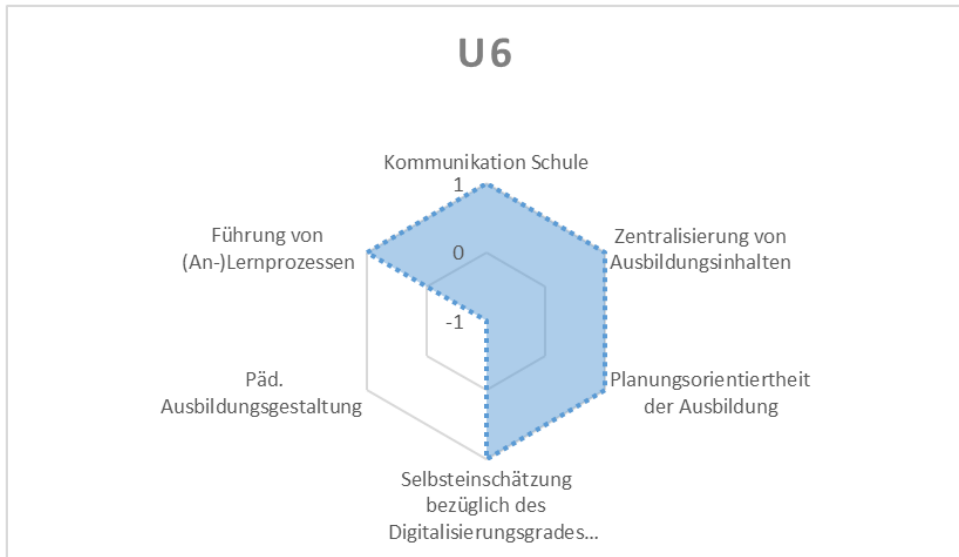 U6
Kommunikation Schule
1
0
-1
Zentralisierung von
Ausbildungsinhalten
Planungsorientiertheit
der Ausbildung
Selbsteinschätzung
bezüglich des
Digitalisierungsgrades...
Päd.
Ausbildungsgestaltung
Führung von
(An-)Lernprozessen